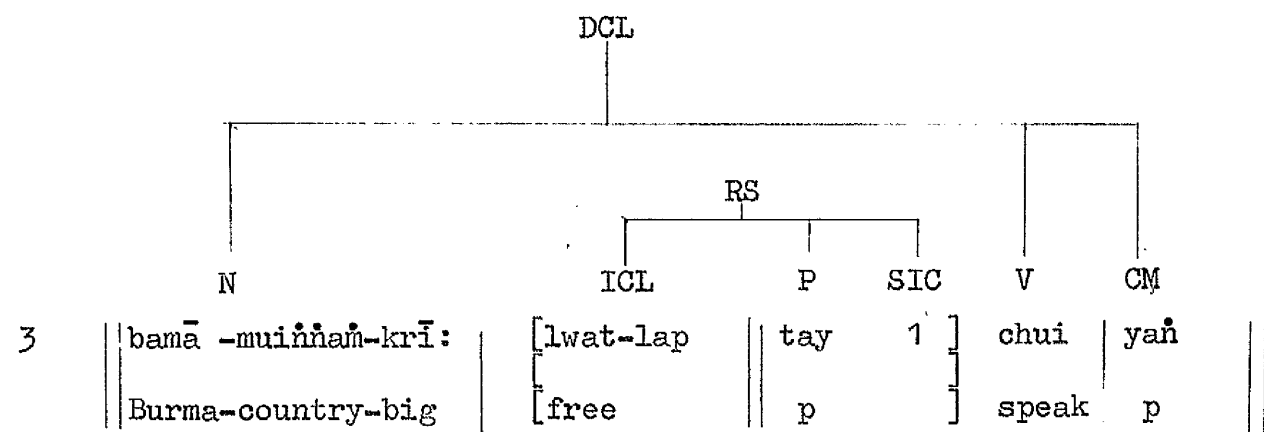 DCL
RS
N ICL P SIC V CM
3 ||bamā -muiṅṅaṁ-krī: | [lwat-lap || tay 1 ] chui | yaṅ ||
[ ]
||Burma-country-big | [free || p ] speak | p ||